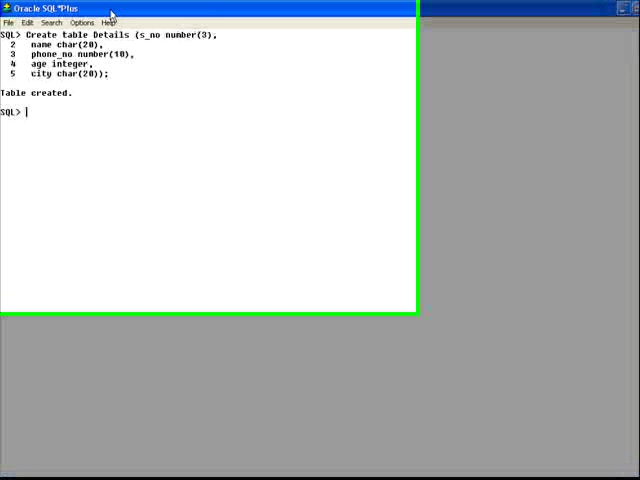 Oracle SQL*Plus
File Edit Search Options Help
SQL> Create table Details (s_no number(3),
2 name char(20),
3 phone_no number(10),
4 age integer,
5 city char(20));
Table created.
SQL>